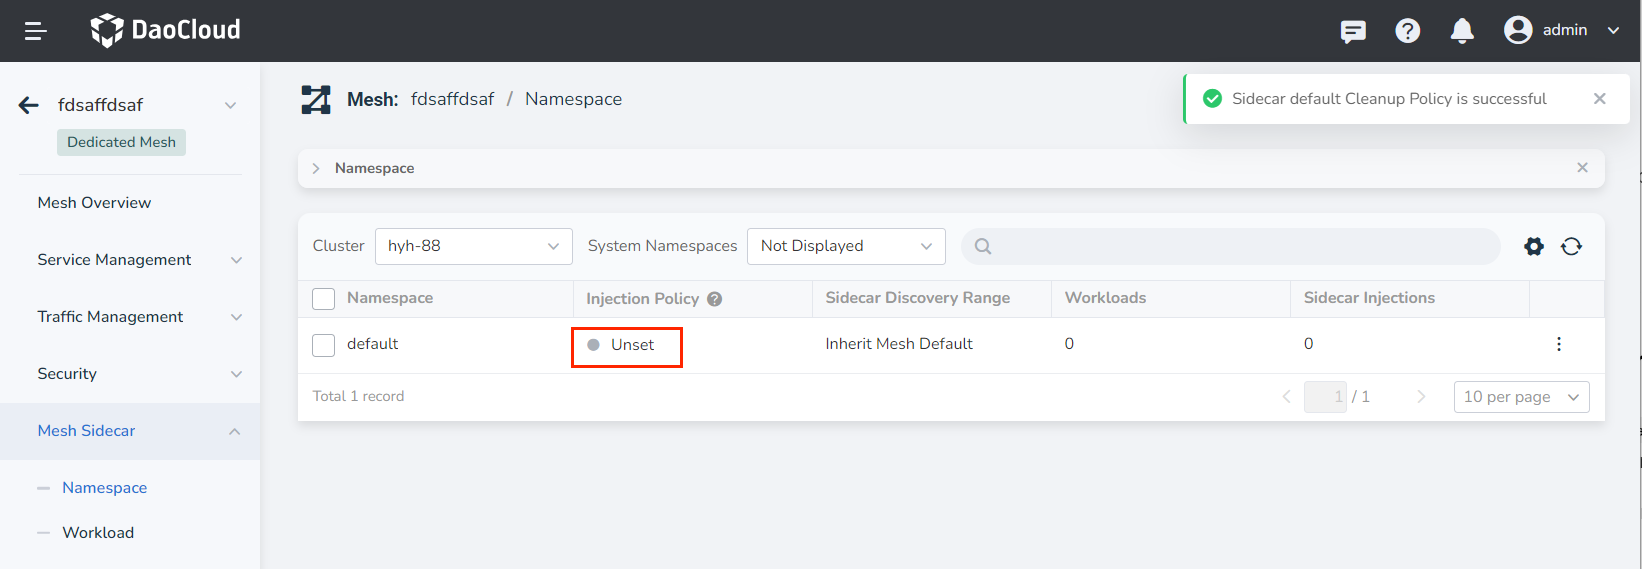 DaoCloud
admin
fdsaffdsaf
Dedicated Mesh
Mesh: fdsaffdsaf / Namespace
Sidecar default Cleanup Policy is successful
Namespace
Mesh Overview
Service Management
Traffic Management
Security
Mesh Sidecar
Namespace
Workload
Cluster hyh-88 System Namespaces Not Displayed
Namespace Injection Policy Sidecar Discovery Range Workloads Sidecar Injections
default Unset Inherit Mesh Default 0 0
Total 1 record 1 / 1 10 per page